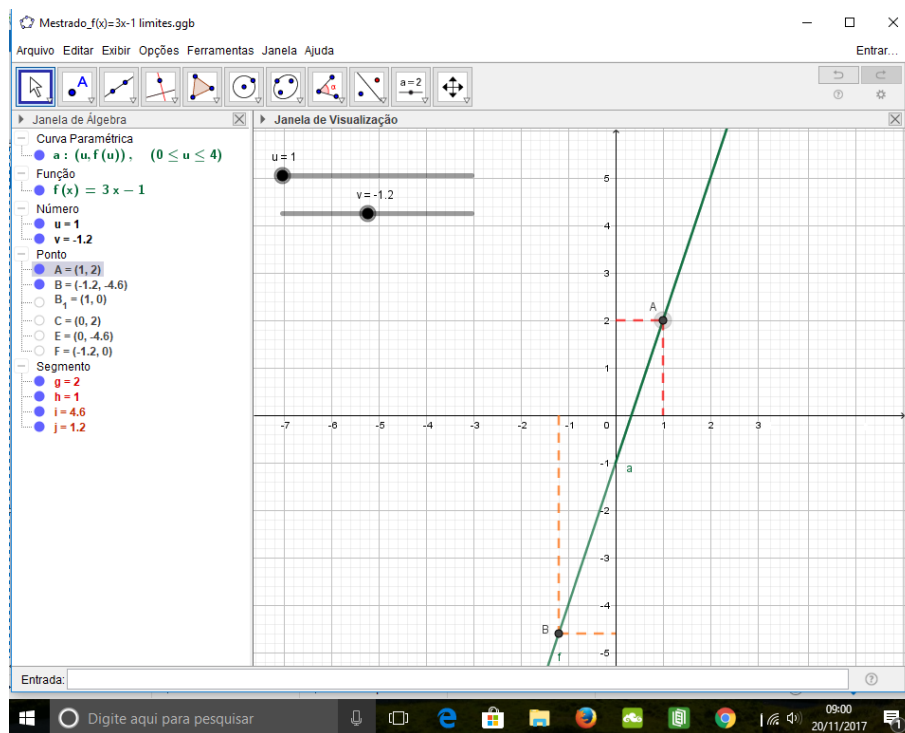 Mestrado_f(x)=3x-1 limites.ggb
Arquivo Editar Exibir Opções Ferramentas Janela Ajuda Entrar...
A α a=2
Janela de Álgebra
Janela de Visualização
Curva Paramétrica
a : (u, f (u)) , (0 ≤ u ≤ 4)
Função
f (x) = 3 x − 1
Número
u = 1
v = -1.2
Ponto
A = (1, 2)
B = (-1.2, -4.6)
B₁ = (1, 0)
C = (0, 2)
E = (0, -4.6)
F = (-1.2, 0)
Segmento
g = 2
h = 1
i = 4.6
j = 1.2
u = 1
v = -1.2
5
4
3
A
2
1
-7 -6 -5 -4 -3 -2 -1 0 1 2 3
-1
a
-2
-3
-4
B
-5
f
Entrada:
Digite aqui para pesquisar
09:00
20/11/2017
1